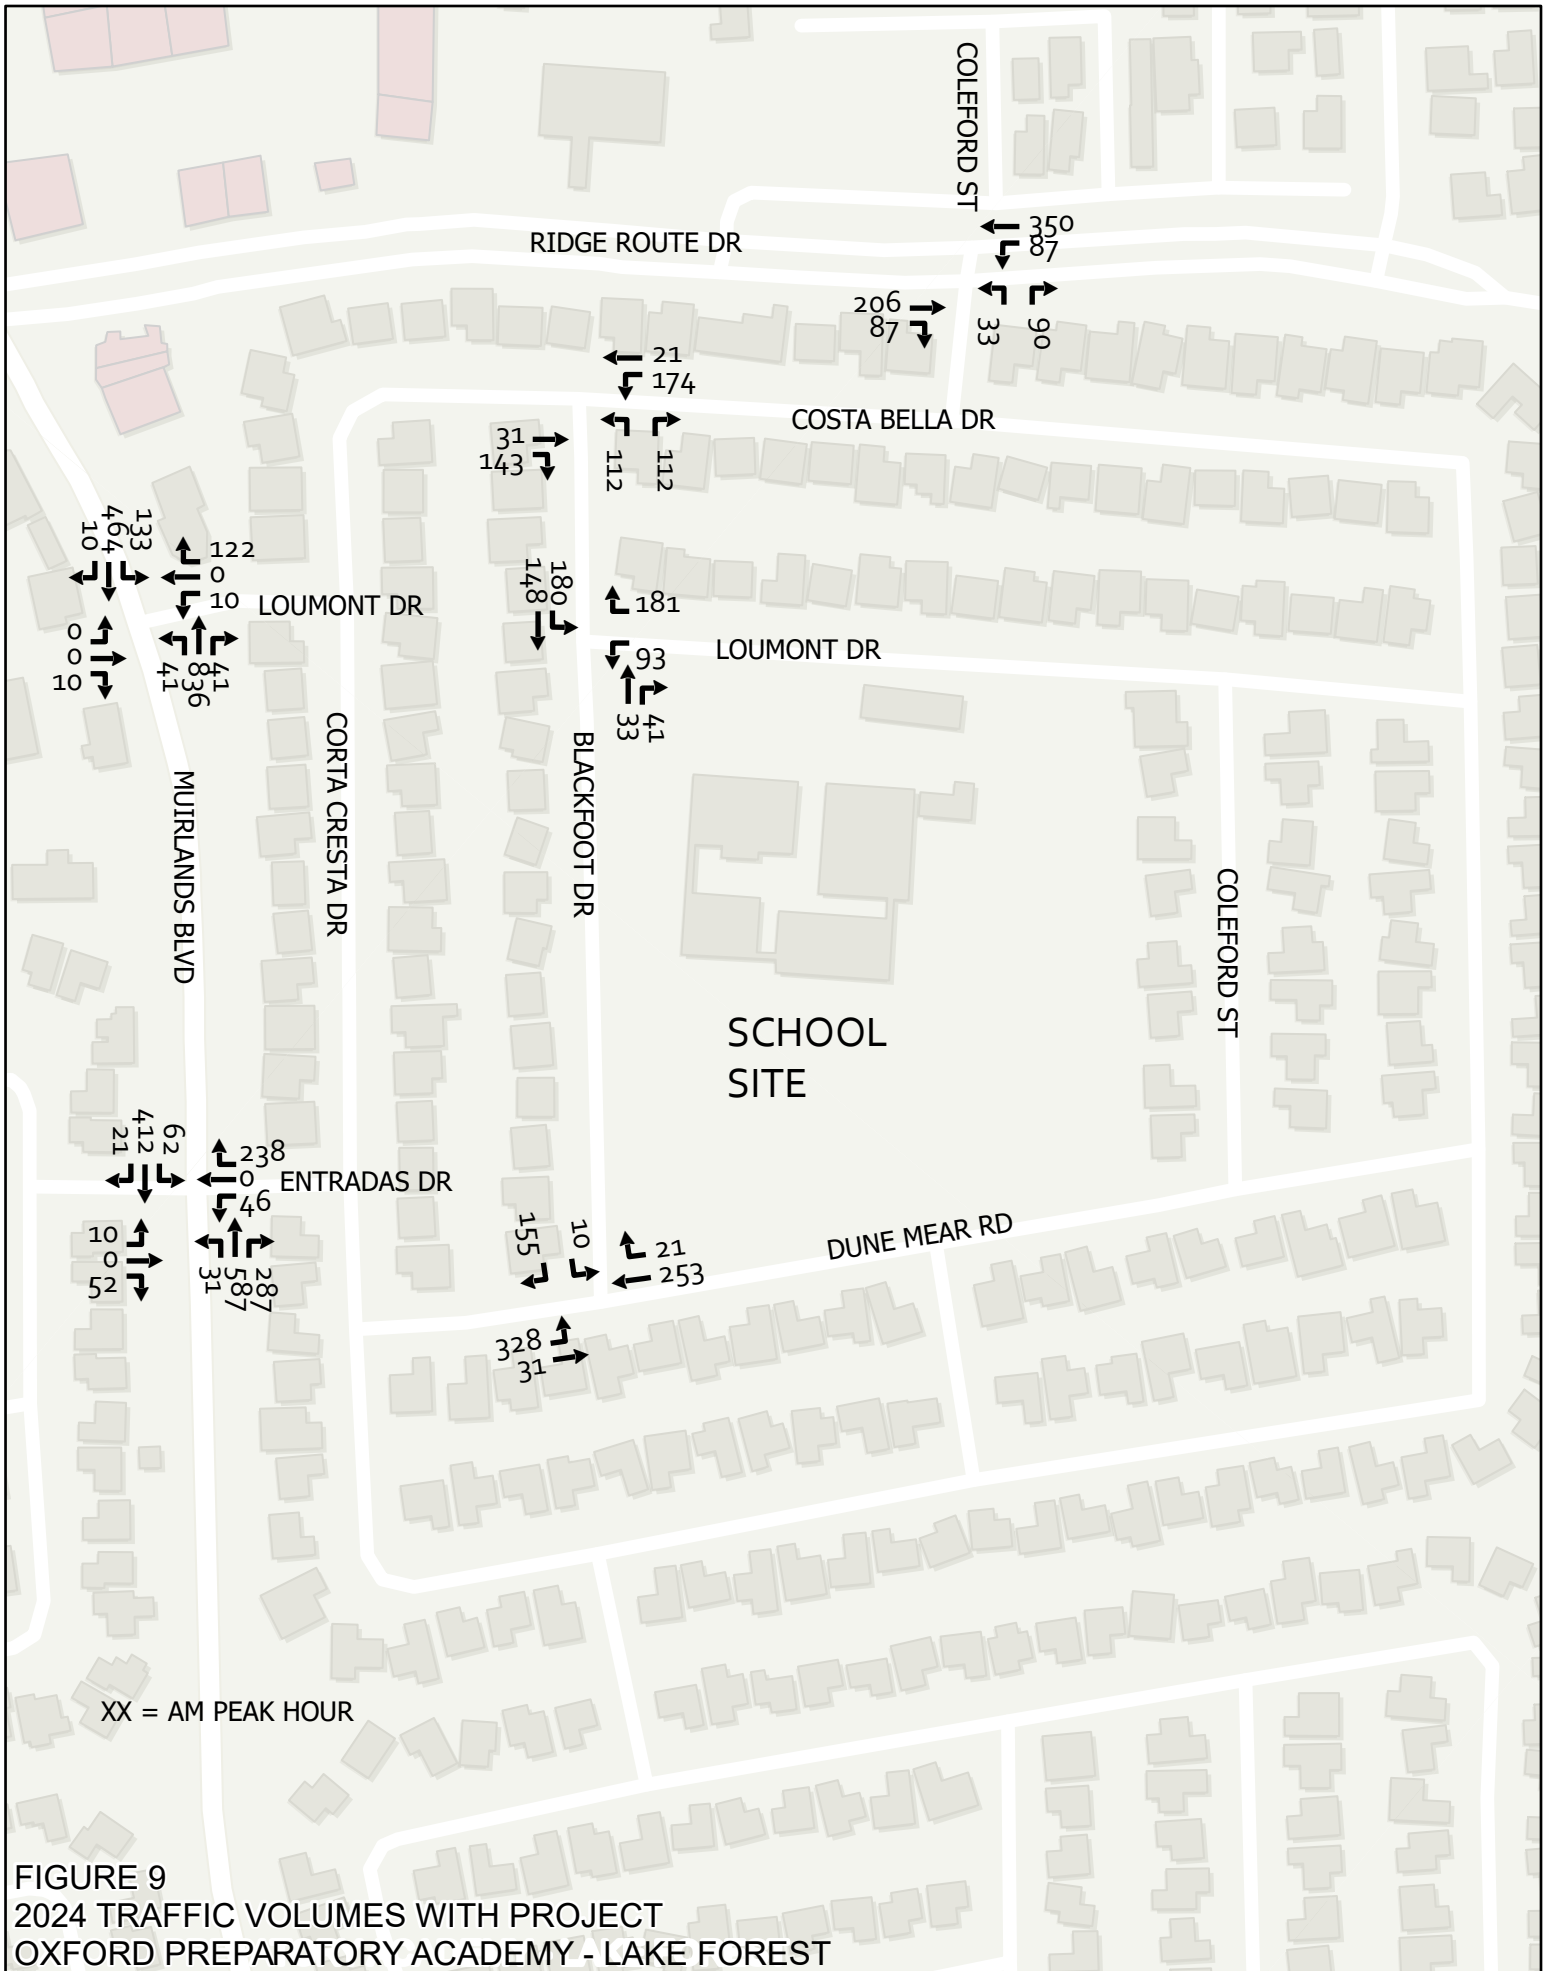 COLEFORD ST
350
87
RIDGE ROUTE DR
206
87
33
90
21
174
COSTA BELLA DR
31
143
112
112
10
464
133
122
0
10
LOUMONT DR
0
0
10
41
836
41
148
180
181
93
LOUMONT DR
33
41
CORTA CRESTA DR
BLACKFOOT DR
MUIRLANDS BLVD
COLEFORD ST
SCHOOL
SITE
21
412
62
238
0
46
ENTRADAS DR
10
0
52
31
587
287
155
10
21
253
DUNE MEAR RD
328
31
XX = AM PEAK HOUR
FIGURE 9
2024 TRAFFIC VOLUMES WITH PROJECT
OXFORD PREPARATORY ACADEMY - LAKE FOREST